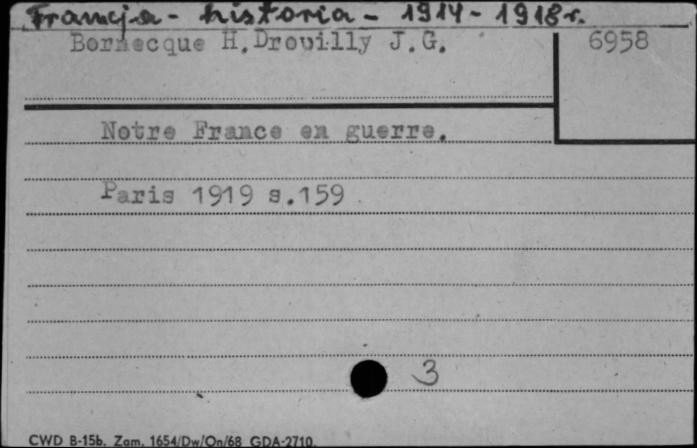 Francja - historia - 1914 - 1918 r.
Bornecque H.Drouilly J.G.
6958
Notre France en guerre.
Paris 1919 s.159
3
CWD B-15b. Zam. 1654/Dw/On/68 GDA-2710.